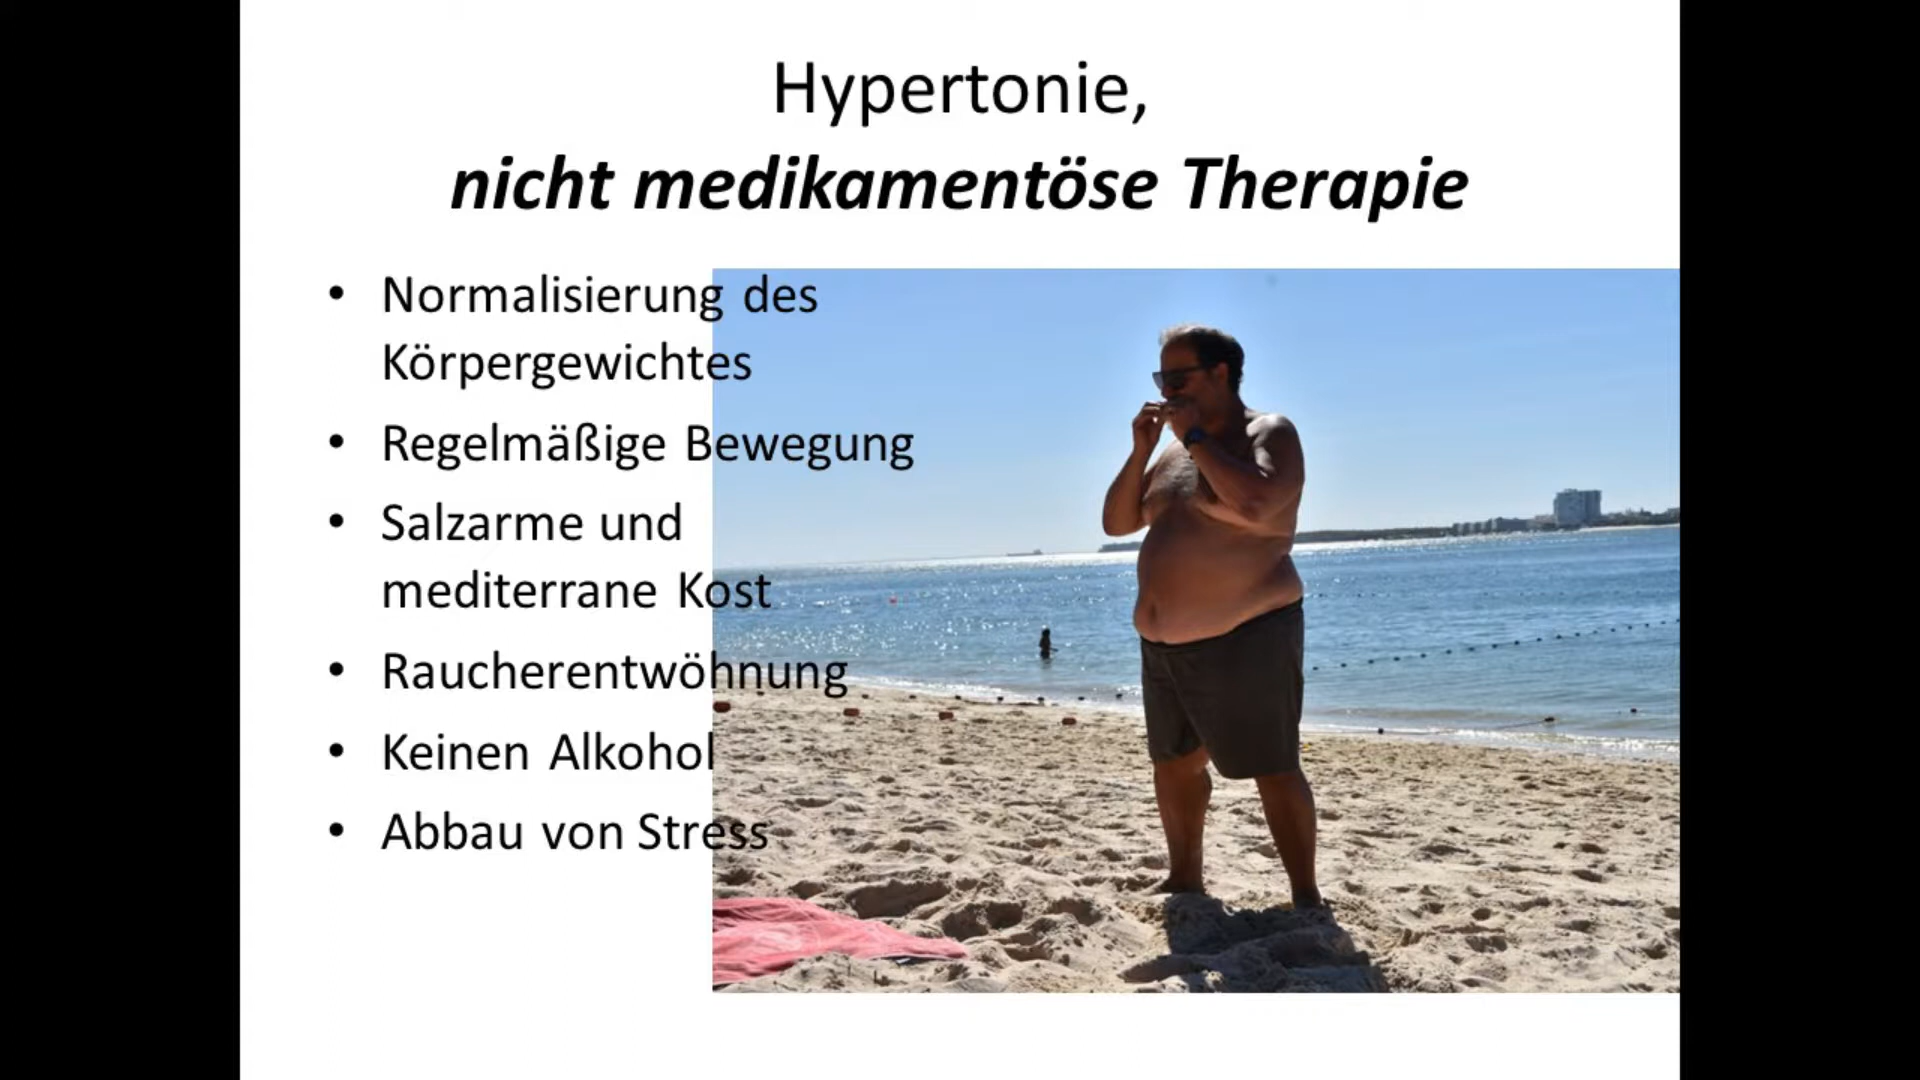 Hypertonie,
nicht medikamentöse Therapie
• Normalisierung des
Körpergewichtes
• Regelmäßige Bewegung
• Salzarme und
mediterrane Kost
• Raucherentwöhnung
• Keinen Alkohol
• Abbau von Stress